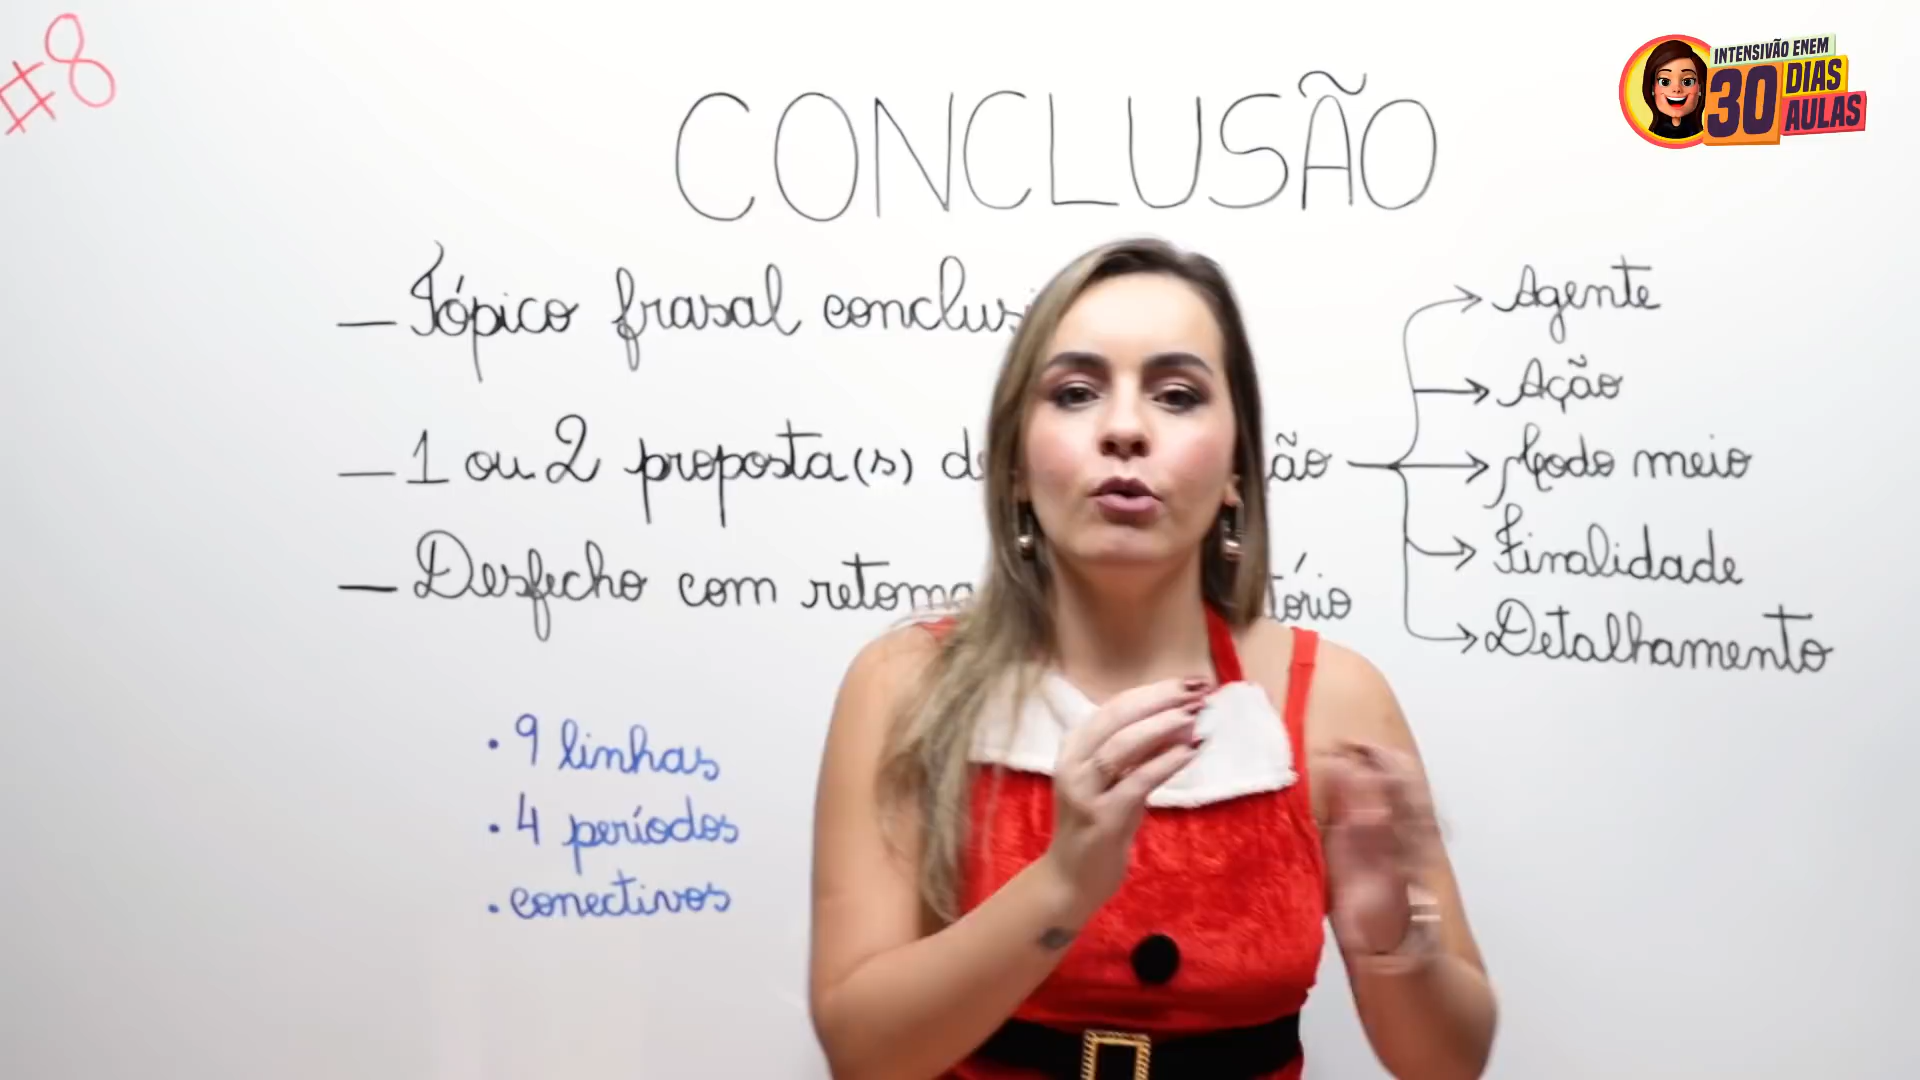 #8
INTENSIVÃO ENEM
30 DIAS
AULAS
CONCLUSÃO
– Tópico frasal conclusi
– 1 ou 2 proposta(s) d ão
– Desfecho com retoma tório
→ Agente
→ Ação
→ Modo meio
→ Finalidade
→ Detalhamento
• 9 linhas
• 4 períodos
• conectivos